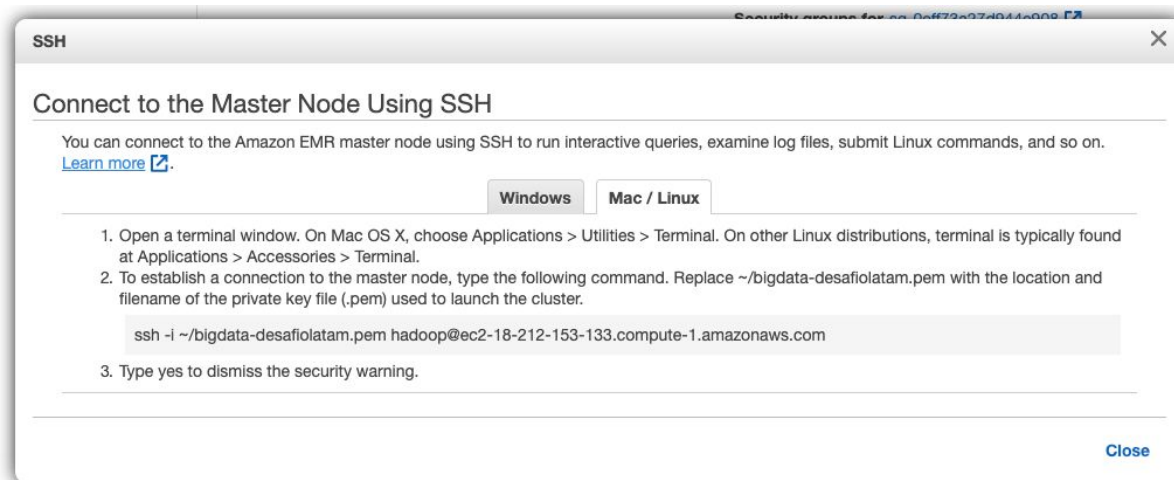 Security groups for sg-0eff73a27d944e908
SSH
Connect to the Master Node Using SSH
You can connect to the Amazon EMR master node using SSH to run interactive queries, examine log files, submit Linux commands, and so on.
Learn more.
Windows Mac / Linux
1. Open a terminal window. On Mac OS X, choose Applications > Utilities > Terminal. On other Linux distributions, terminal is typically found
at Applications > Accessories > Terminal.
2. To establish a connection to the master node, type the following command. Replace ~/bigdata-desafiolatam.pem with the location and
filename of the private key file (.pem) used to launch the cluster.
ssh -i ~/bigdata-desafiolatam.pem hadoop@ec2-18-212-153-133.compute-1.amazonaws.com
3. Type yes to dismiss the security warning.
Close